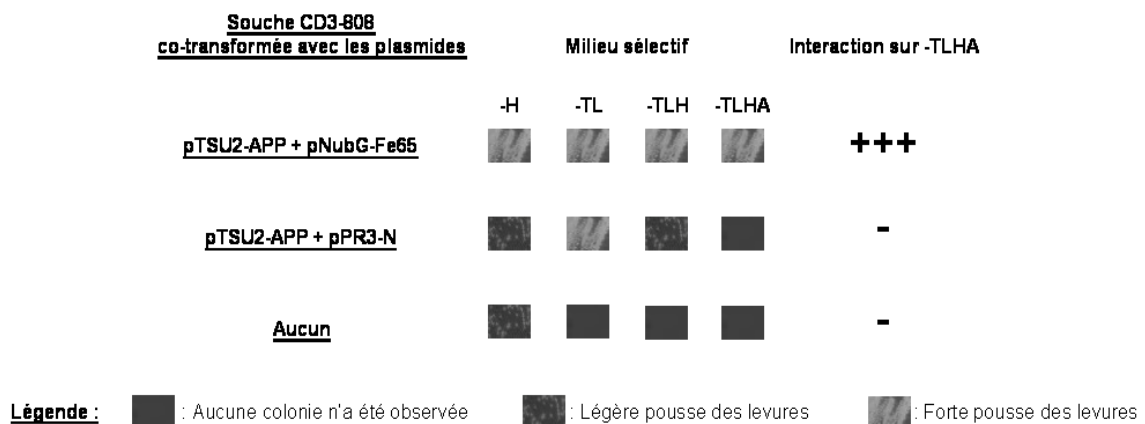 Souche CD3-808
co-transformée avec les plasmides
Milieu sélectif
Interaction sur -TLHA
-H -TL -TLH -TLHA
pTSU2-APP + pNubG-Fe65
+++
pTSU2-APP + pPR3-N
-
Aucun
-
Légende : : Aucune colonie n'a été observée : Légère pousse des levures : Forte pousse des levures